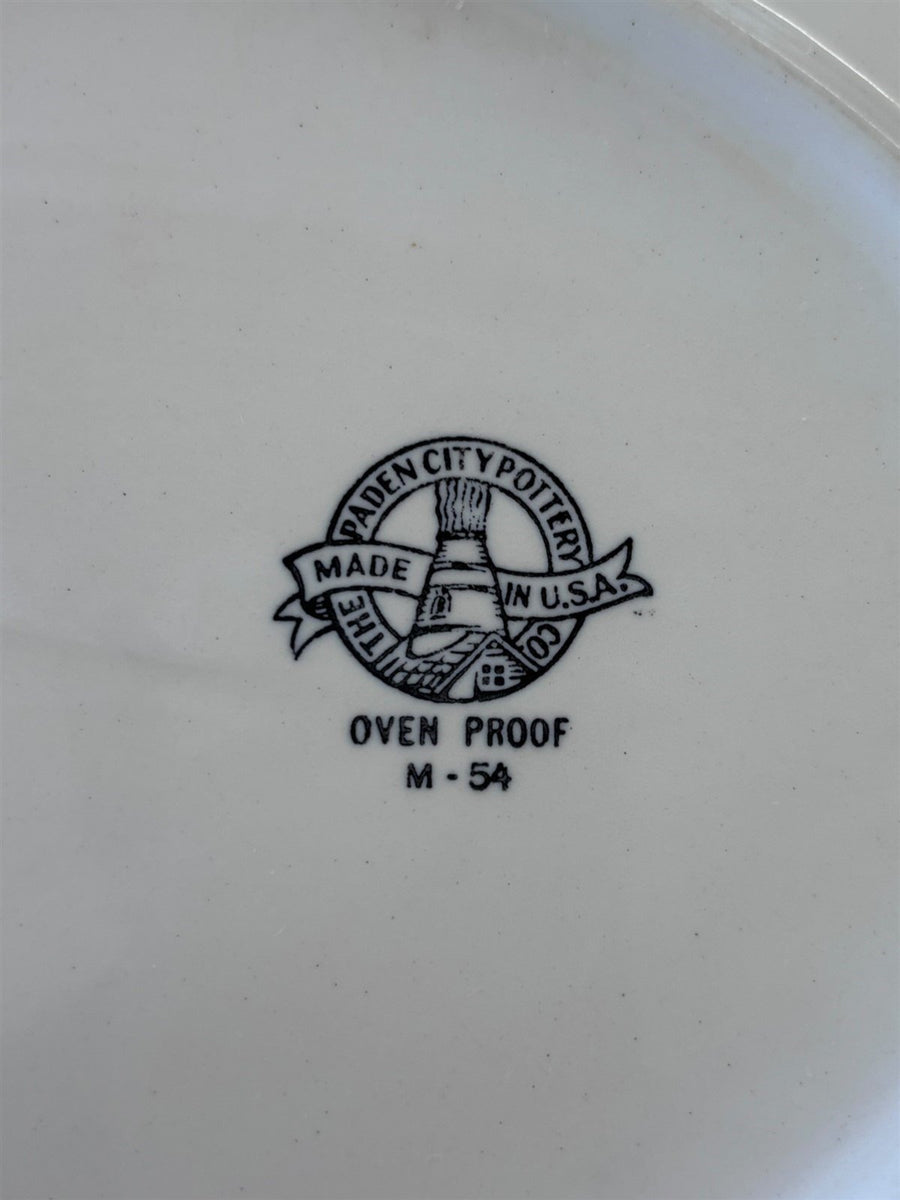 THE PADEN CITY POTTERY CO.
MADE IN U.S.A.
OVEN PROOF
M - 54